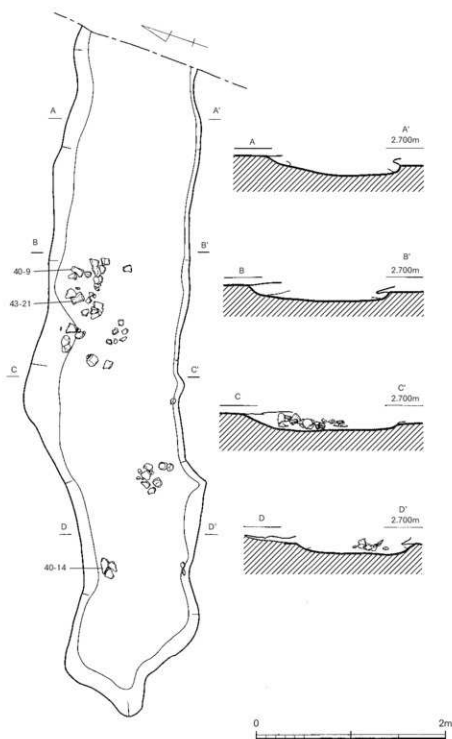 A A'
B B'
40-9
43-21
C C'
D D'
40-14
A A'
2.700m
B B'
2.700m
C C'
2.700m
D D'
2.700m
0 2m